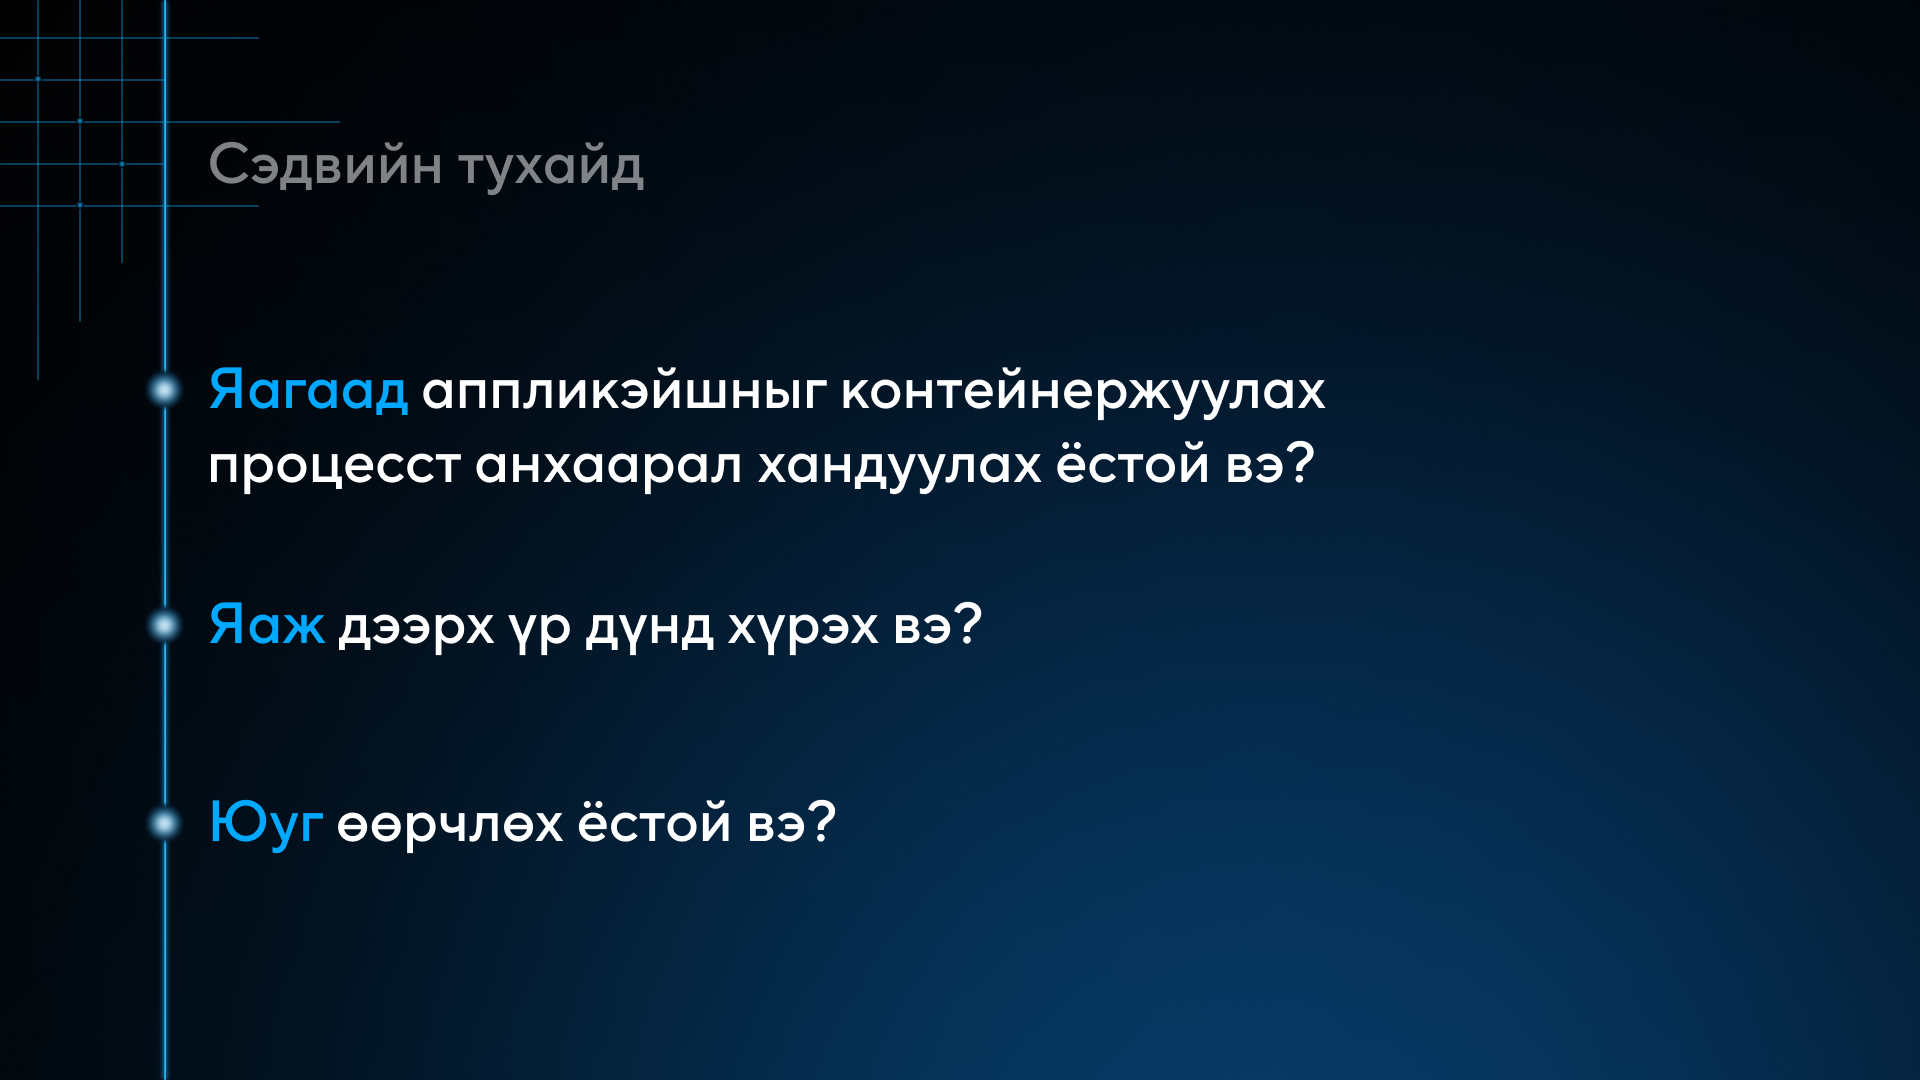 Сэдвийн тухайд
Яагаад аппликэйшныг контейнержуулах
процесст анхаарал хандуулах ёстой вэ?
Яаж дээрх үр дүнд хүрэх вэ?
Юуг өөрчлөх ёстой вэ?